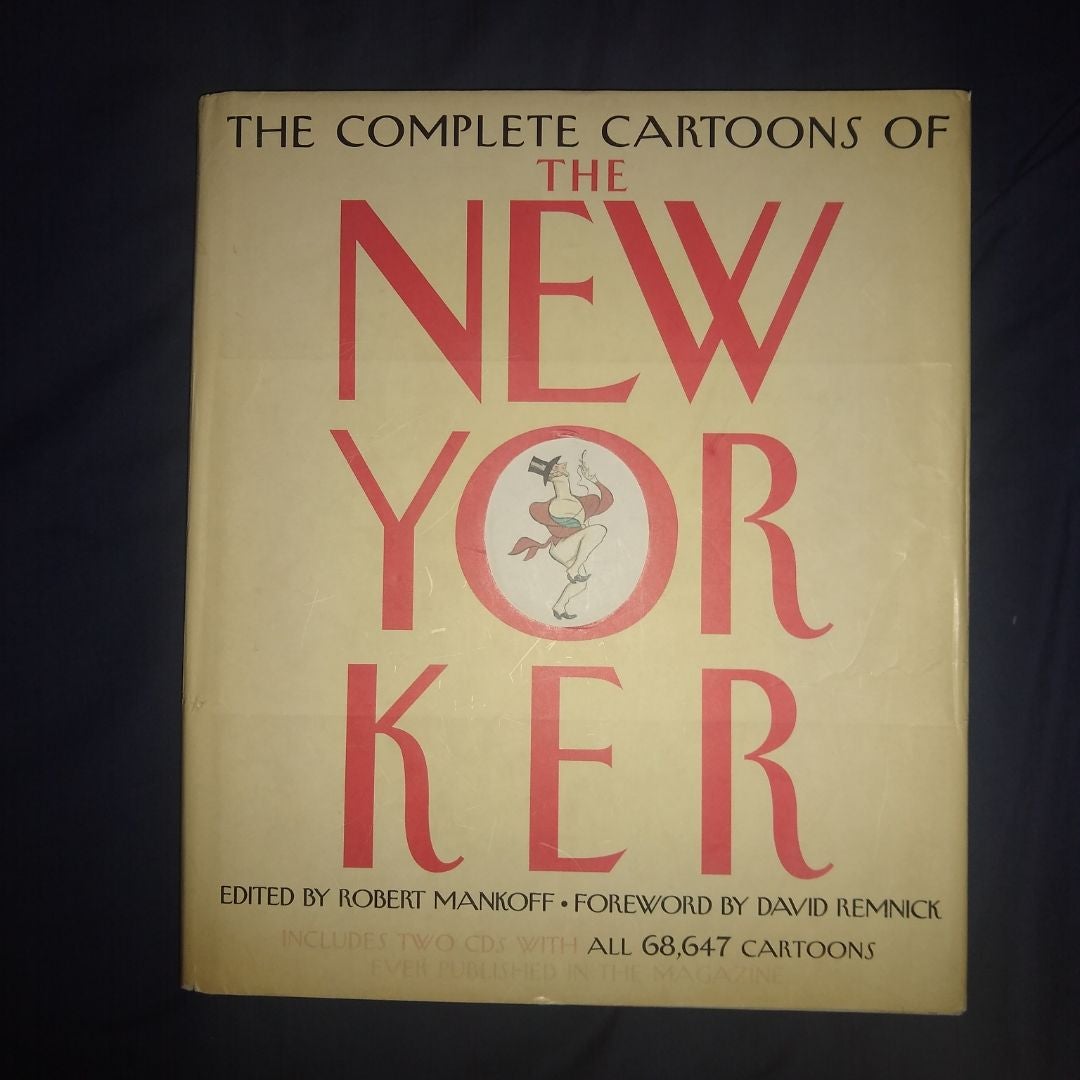 THE COMPLETE CARTOONS OF
THE
NEW
YOR
KER
EDITED BY ROBERT MANKOFF • FOREWORD BY DAVID REMNICK
INCLUDES TWO CDS WITH ALL 68,647 CARTOONS
EVER PUBLISHED IN THE MAGAZINE